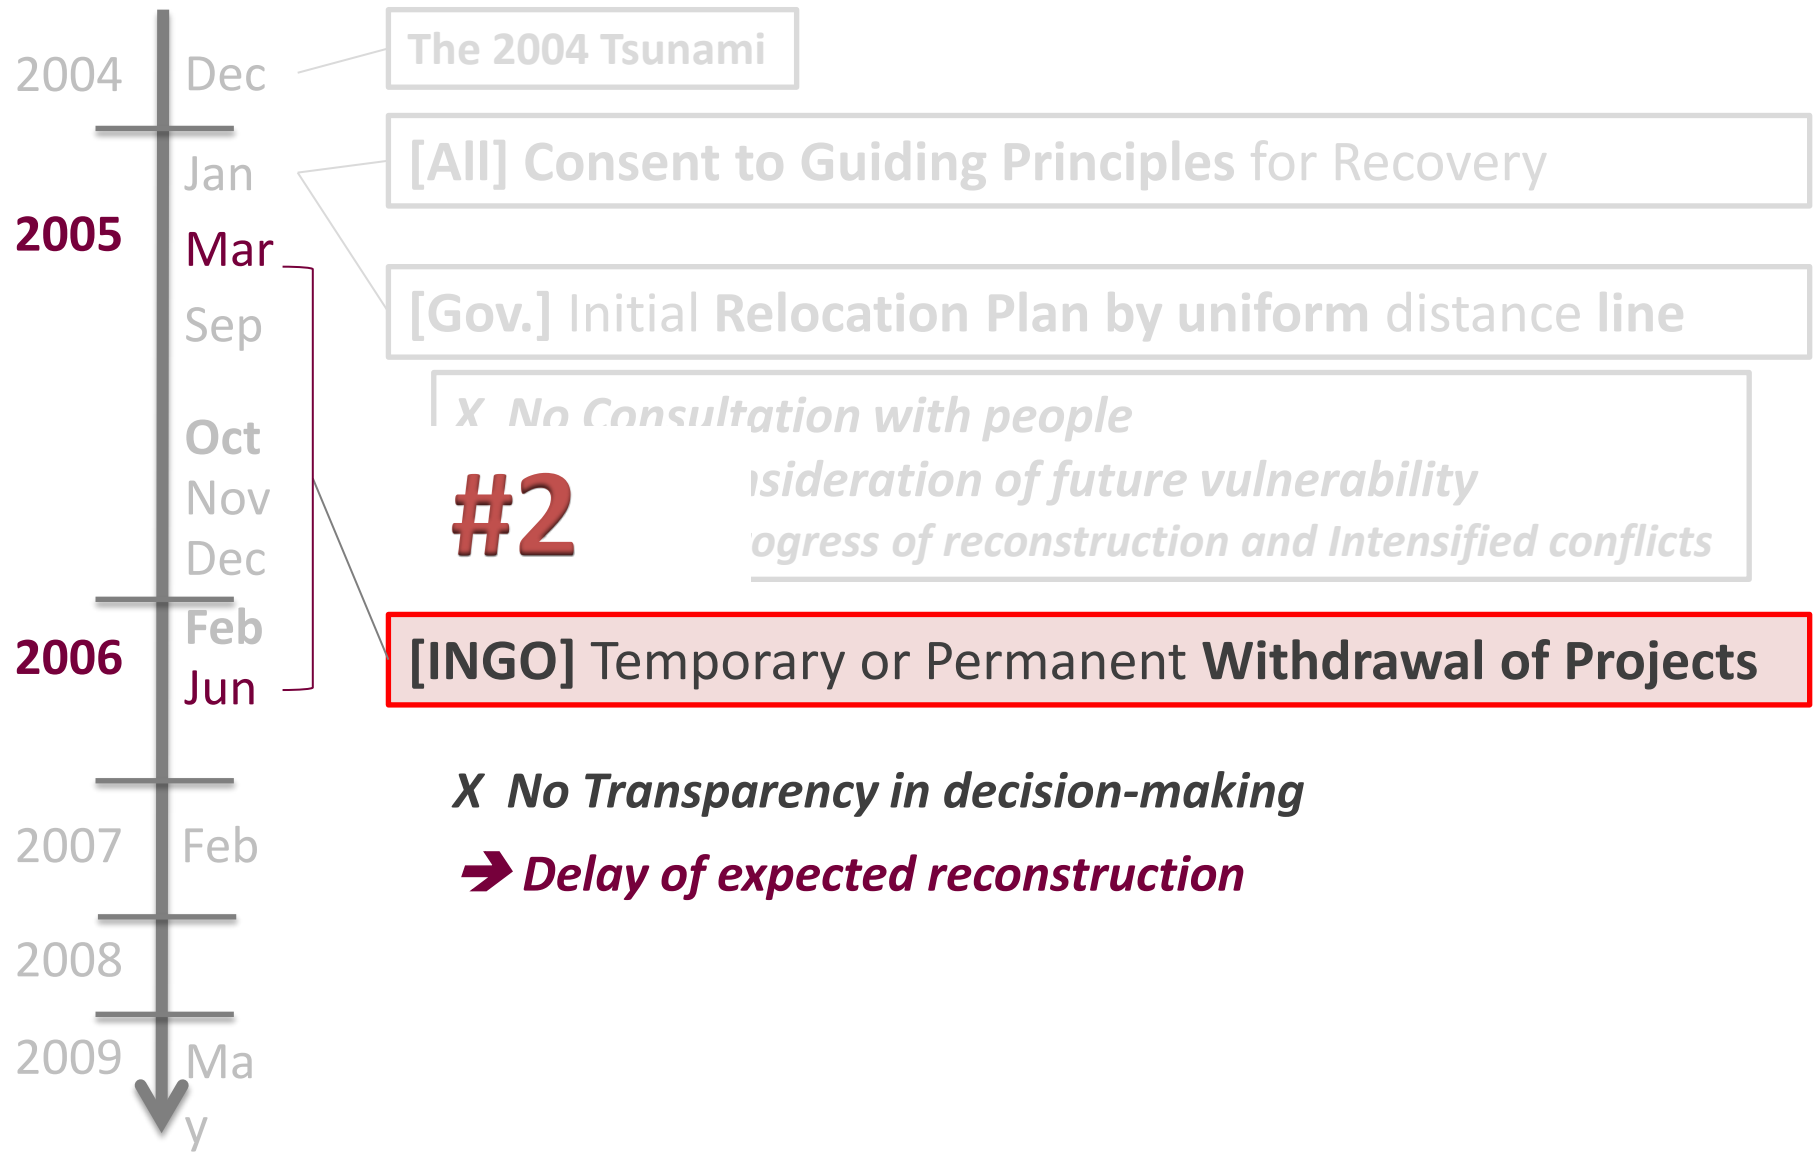 2004
Dec
The 2004 Tsunami
Jan
[All] Consent to Guiding Principles for Recovery
2005
Mar
Sep
[Gov.] Initial Relocation Plan by uniform distance line
X No Consultation with people
Oct
nsideration of future vulnerability
#2
Nov
ogress of reconstruction and Intensified conflicts
Dec
Feb
2006
[INGO] Temporary or Permanent Withdrawal of Projects
Jun
X No Transparency in decision-making
➔ Delay of expected reconstruction
2007
Feb
2008
2009
Ma
y